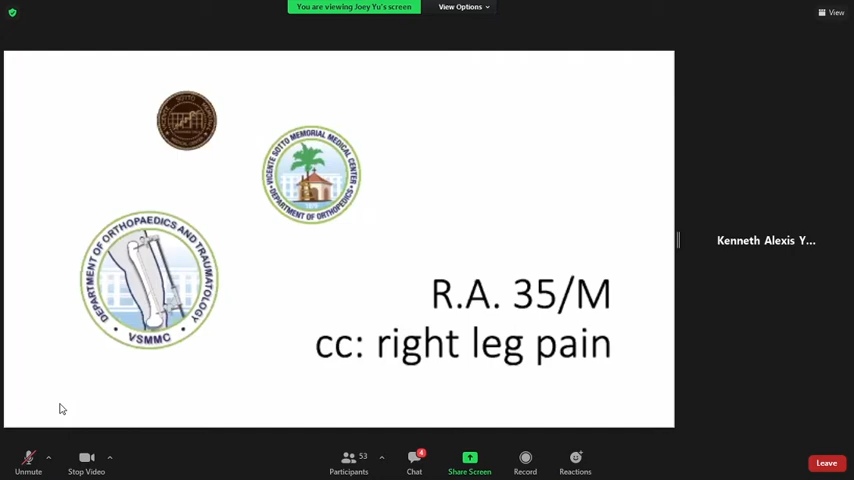 You are viewing Joey Yu's screen
View Options
View
VICENTE SOTTO MEMORIAL MEDICAL CENTER
DEPARTMENT OF ORTHOPEDICS
DEPARTMENT OF ORTHOPAEDICS AND TRAUMATOLOGY
VSMMC
R.A. 35/M
cc: right leg pain
Kenneth Alexis Y...
Unmute
Stop Video
53
Participants
4
Chat
Share Screen
Record
Reactions
Leave